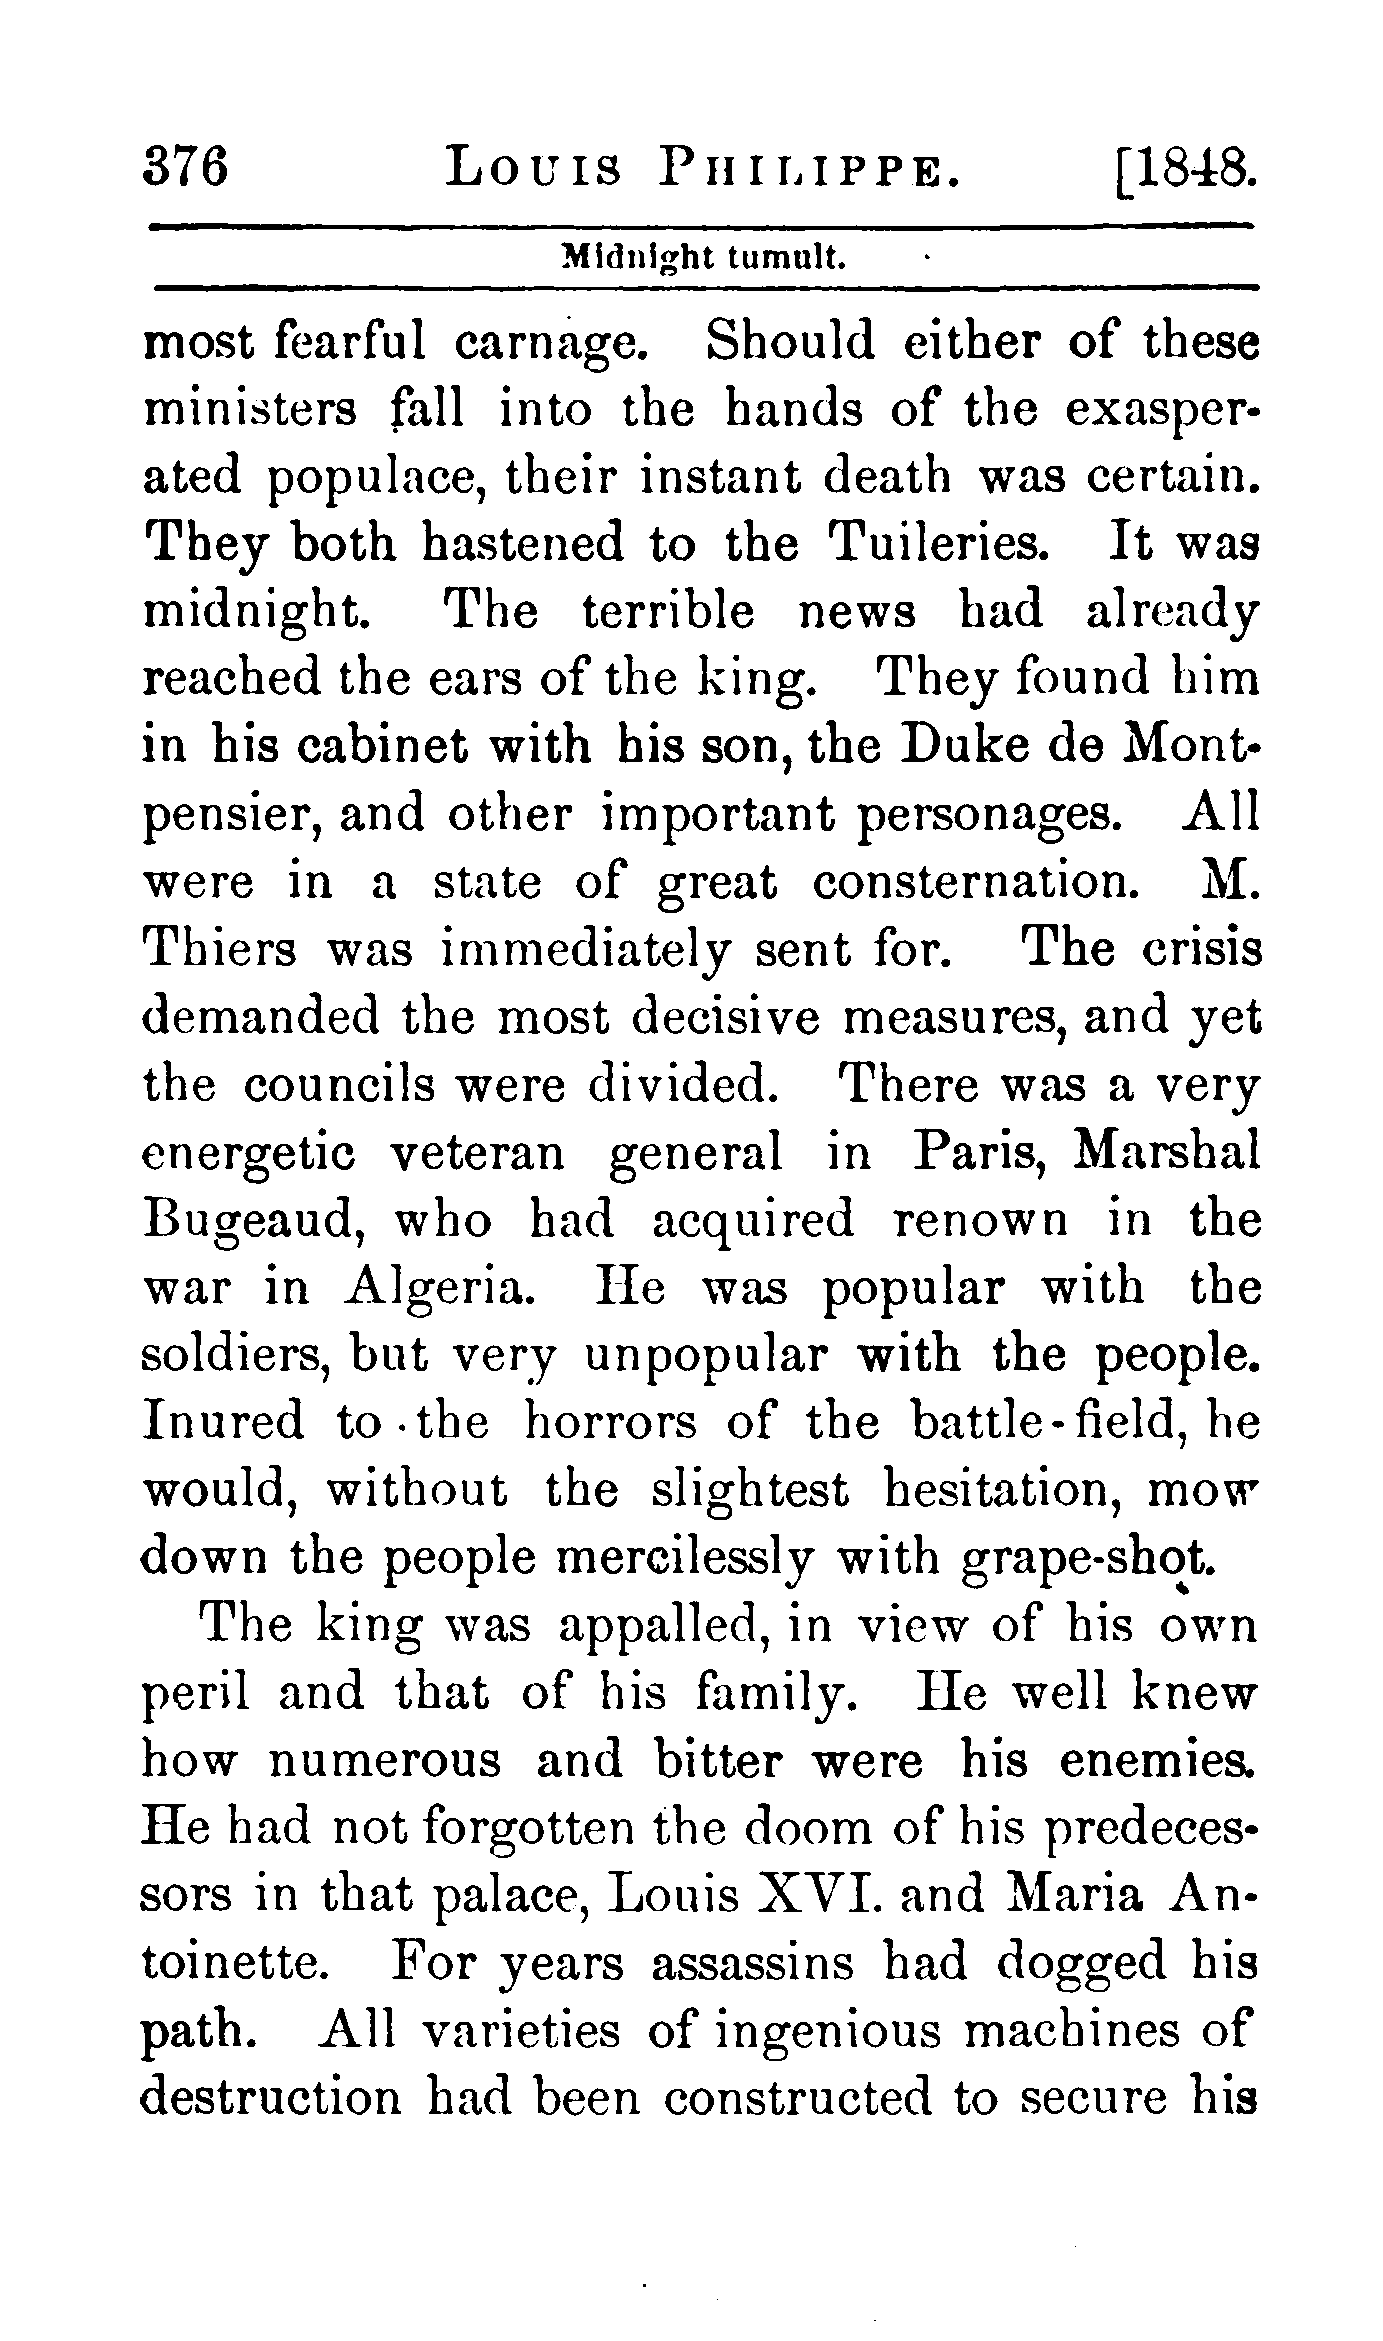 376 LOUIS PHILIPPE. [1848.
Midnight tumult.
most fearful carnage. Should either of these
ministers fall into the hands of the exasper-
ated populace, their instant death was certain.
They both hastened to the Tuileries. It was
midnight. The terrible news had already
reached the ears of the king. They found him
in his cabinet with his son, the Duke de Mont-
pensier, and other important personages. All
were in a state of great consternation. M.
Thiers was immediately sent for. The crisis
demanded the most decisive measures, and yet
the councils were divided. There was a very
energetic veteran general in Paris, Marshal
Bugeaud, who had acquired renown in the
war in Algeria. He was popular with the
soldiers, but very unpopular with the people.
Inured to the horrors of the battle-field, he
would, without the slightest hesitation, mow
down the people mercilessly with grape-shot.
The king was appalled, in view of his own
peril and that of his family. He well knew
how numerous and bitter were his enemies.
He had not forgotten the doom of his predeces-
sors in that palace, Louis XVI. and Maria An-
toinette. For years assassins had dogged his
path. All varieties of ingenious machines of
destruction had been constructed to secure his